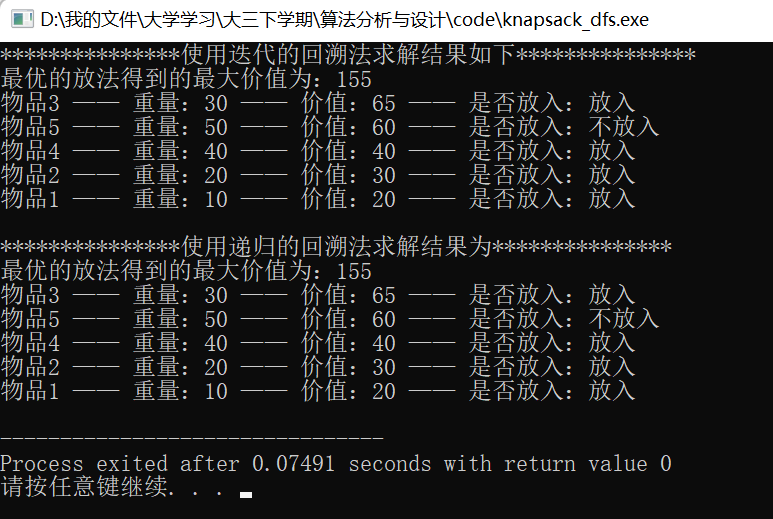 D:\我的文件\大学学习\大三下学期\算法分析与设计\code\knapsack_dfs.exe
***************使用迭代的回溯法求解结果如下***************
最优的放法得到的最大价值为：155
物品3 —— 重量：30 —— 价值：65 —— 是否放入：放入
物品5 —— 重量：50 —— 价值：60 —— 是否放入：不放入
物品4 —— 重量：40 —— 价值：40 —— 是否放入：放入
物品2 —— 重量：20 —— 价值：30 —— 是否放入：放入
物品1 —— 重量：10 —— 价值：20 —— 是否放入：放入
***************使用递归的回溯法求解结果为***************
最优的放法得到的最大价值为：155
物品3 —— 重量：30 —— 价值：65 —— 是否放入：放入
物品5 —— 重量：50 —— 价值：60 —— 是否放入：不放入
物品4 —— 重量：40 —— 价值：40 —— 是否放入：放入
物品2 —— 重量：20 —— 价值：30 —— 是否放入：放入
物品1 —— 重量：10 —— 价值：20 —— 是否放入：放入
--------------------------------
Process exited after 0.07491 seconds with return value 0
请按任意键继续. . .